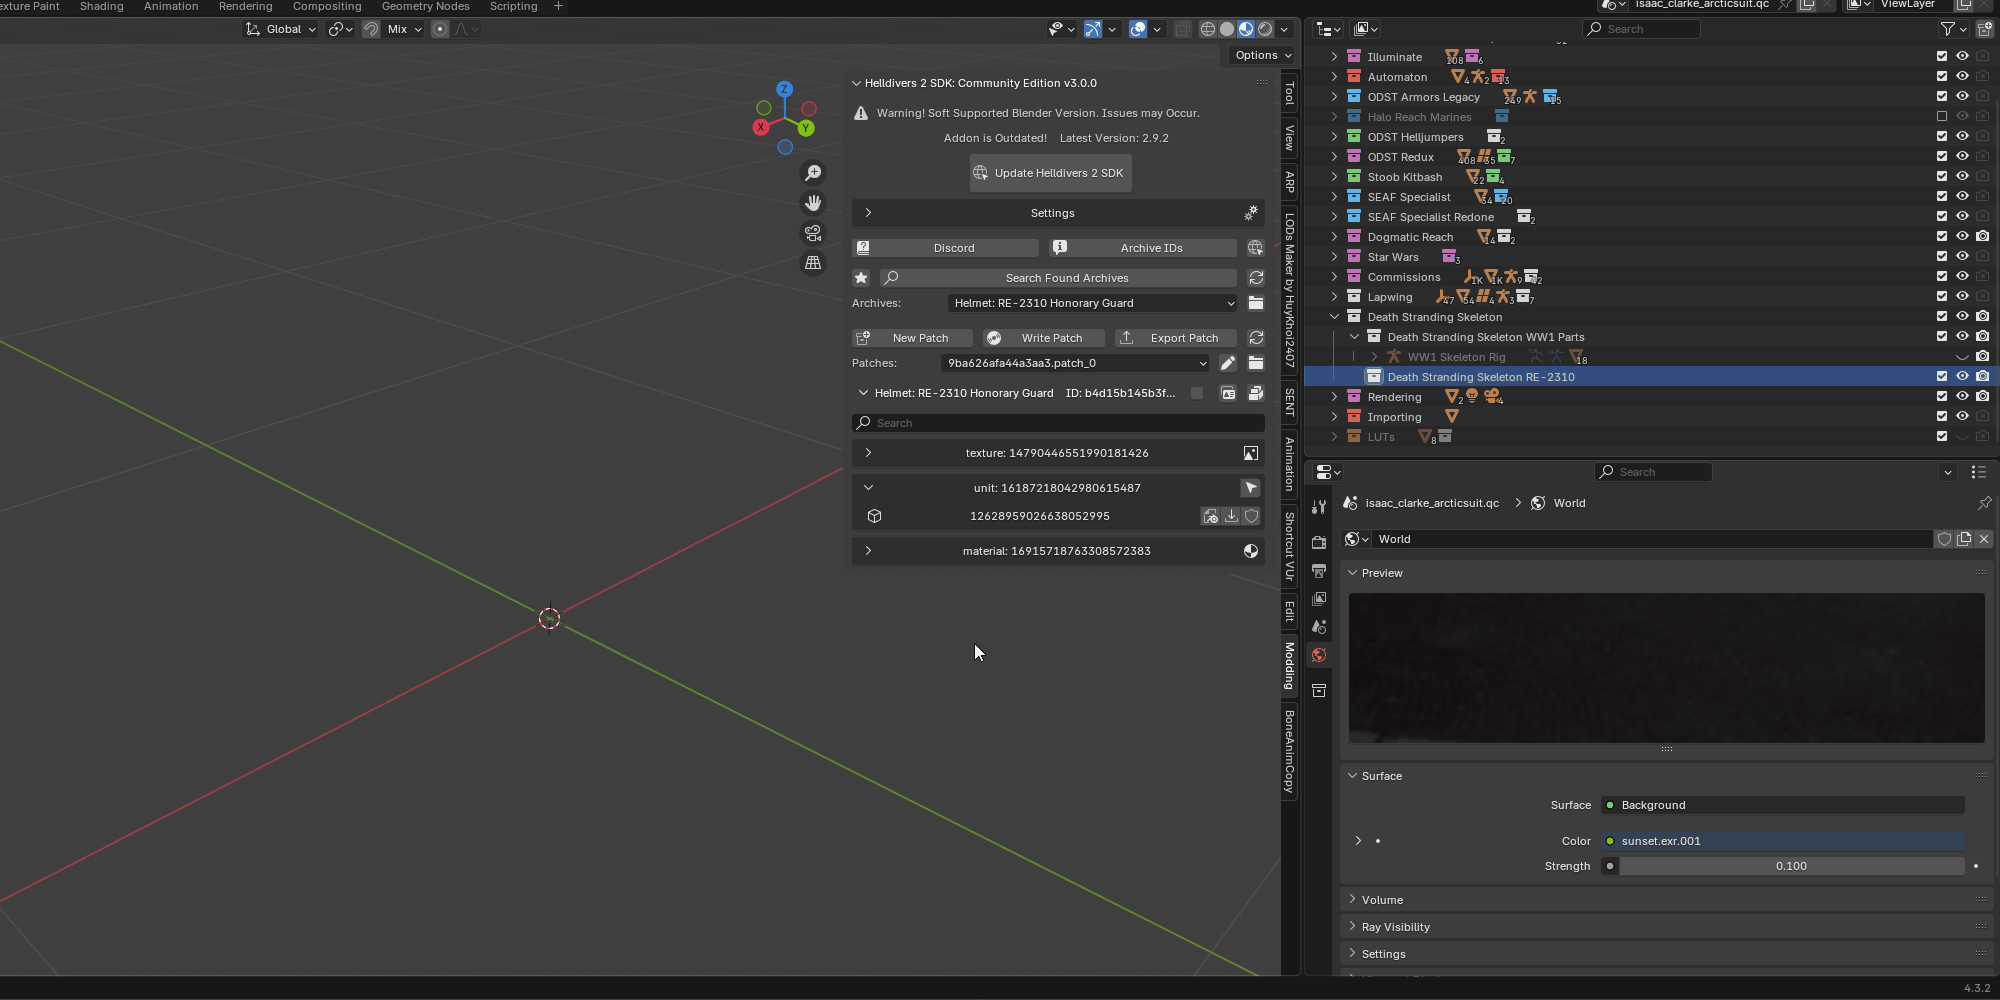 exture Paint Shading Animation Rendering Compositing Geometry Nodes Scripting +
isaac_clarke_arcticsuit.qc ViewLayer
Global Mix
Options
Helldivers 2 SDK: Community Edition v3.0.0
Warning! Soft Supported Blender Version. Issues may Occur.
Addon is Outdated! Latest Version: 2.9.2
Update Helldivers 2 SDK
Settings
Discord Archive IDs
Search Found Archives
Archives: Helmet: RE-2310 Honorary Guard
New Patch Write Patch Export Patch
Patches: 9ba626afa44a3aa3.patch_0
Helmet: RE-2310 Honorary Guard ID: b4d15b145b3f...
Search
texture: 14790446551990181426
unit: 16187218042980615487
12628959026638052995
material: 16915718763308572383
X Y Z
Tool
View
ARP
LODs Maker by HuyKhoi2407
SENT
Animation
Shortcut VUr
Edit
Modding
BoneAnimCopy
Search
Illuminate 108 6
Automaton 4 2 13
ODST Armors Legacy 249 15
Halo Reach Marines
ODST Helljumpers 2
ODST Redux 408 35 7
Stoob Kitbash 22 4
SEAF Specialist 54 20
SEAF Specialist Redone 2
Dogmatic Reach 14 2
Star Wars 3
Commissions 1K 1K 9 42
Lapwing 47 54 4 3 7
Death Stranding Skeleton
Death Stranding Skeleton WW1 Parts
WW1 Skeleton Rig 18
Death Stranding Skeleton RE-2310
Rendering 2 4
Importing
LUTs 8
Search
isaac_clarke_arcticsuit.qc > World
World
Preview
Surface
Surface Background
Color sunset.exr.001
Strength 0.100
Volume
Ray Visibility
Settings
4.3.2